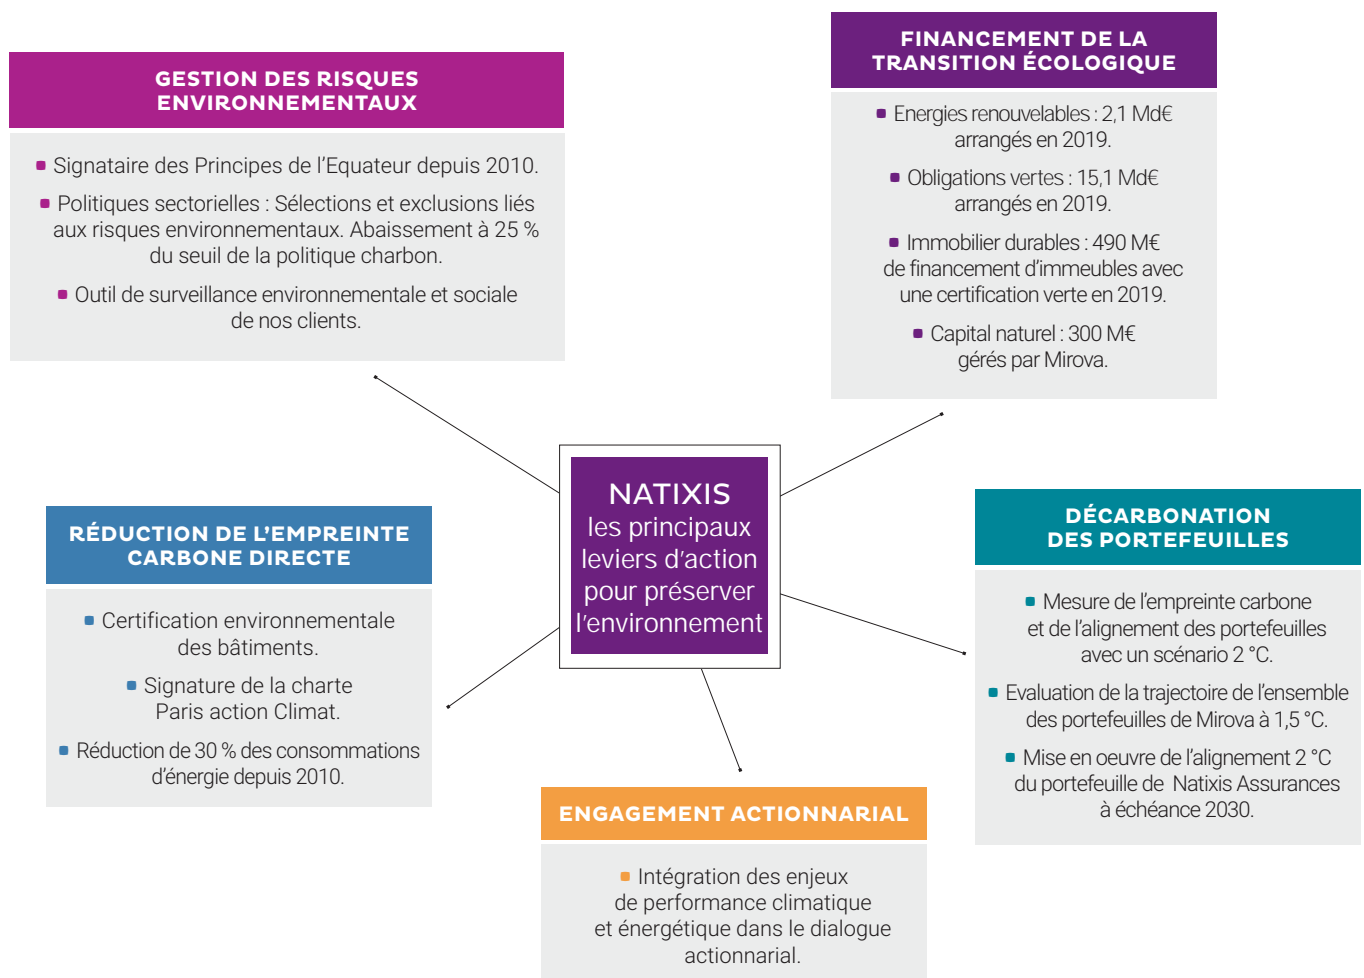 GESTION DES RISQUES
ENVIRONNEMENTAUX
Signataire des Principes de l'Equateur depuis 2010.
Politiques sectorielles : Sélections et exclusions liés
aux risques environnementaux. Abaissement à 25 %
du seuil de la politique charbon.
Outil de surveillance environnementale et sociale
de nos clients.
FINANCEMENT DE LA
TRANSITION ÉCOLOGIQUE
Energies renouvelables : 2,1 Md€
arrangés en 2019.
Obligations vertes : 15,1 Md€
arrangés en 2019.
Immobilier durables : 490 M€
de financement d'immeubles avec
une certification verte en 2019.
Capital naturel : 300 M€
gérés par Mirova.
NATIXIS
les principaux
leviers d'action
pour préserver
l'environnement
RÉDUCTION DE L'EMPREINTE
CARBONE DIRECTE
Certification environnementale
des bâtiments.
Signature de la charte
Paris action Climat.
Réduction de 30 % des consommations
d'énergie depuis 2010.
DÉCARBONATION
DES PORTEFEUILLES
Mesure de l'empreinte carbone
et de l'alignement des portefeuilles
avec un scénario 2 °C.
Evaluation de la trajectoire de l'ensemble
des portefeuilles de Mirova à 1,5 °C.
Mise en oeuvre de l'alignement 2 °C
du portefeuille de Natixis Assurances
à échéance 2030.
ENGAGEMENT ACTIONNARIAL
Intégration des enjeux
de performance climatique
et énergétique dans le dialogue
actionnarial.